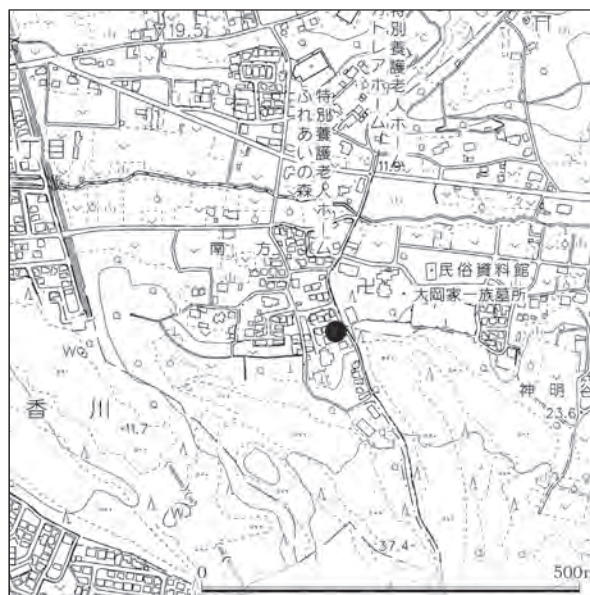 19.5
特別養護老人ホーム
カトレアホーム
特別養護老人ホーム
ふれあいの森
11.9
丁目
南方
民俗資料館
大岡家一族墓所
神明谷
23.6
香川
11.7
W
W
37.4
0 500m